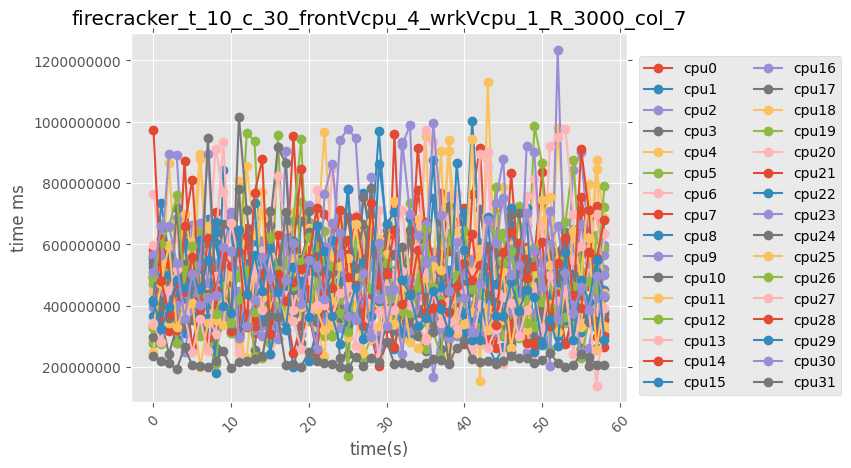 firecracker_t_10_c_30_frontVcpu_4_wrkVcpu_1_R_3000_col_7
time ms
1200000000
1000000000
800000000
600000000
400000000
200000000
0
10
20
30
40
50
60
time(s)
cpu0
cpu1
cpu2
cpu3
cpu4
cpu5
cpu6
cpu7
cpu8
cpu9
cpu10
cpu11
cpu12
cpu13
cpu14
cpu15
cpu16
cpu17
cpu18
cpu19
cpu20
cpu21
cpu22
cpu23
cpu24
cpu25
cpu26
cpu27
cpu28
cpu29
cpu30
cpu31